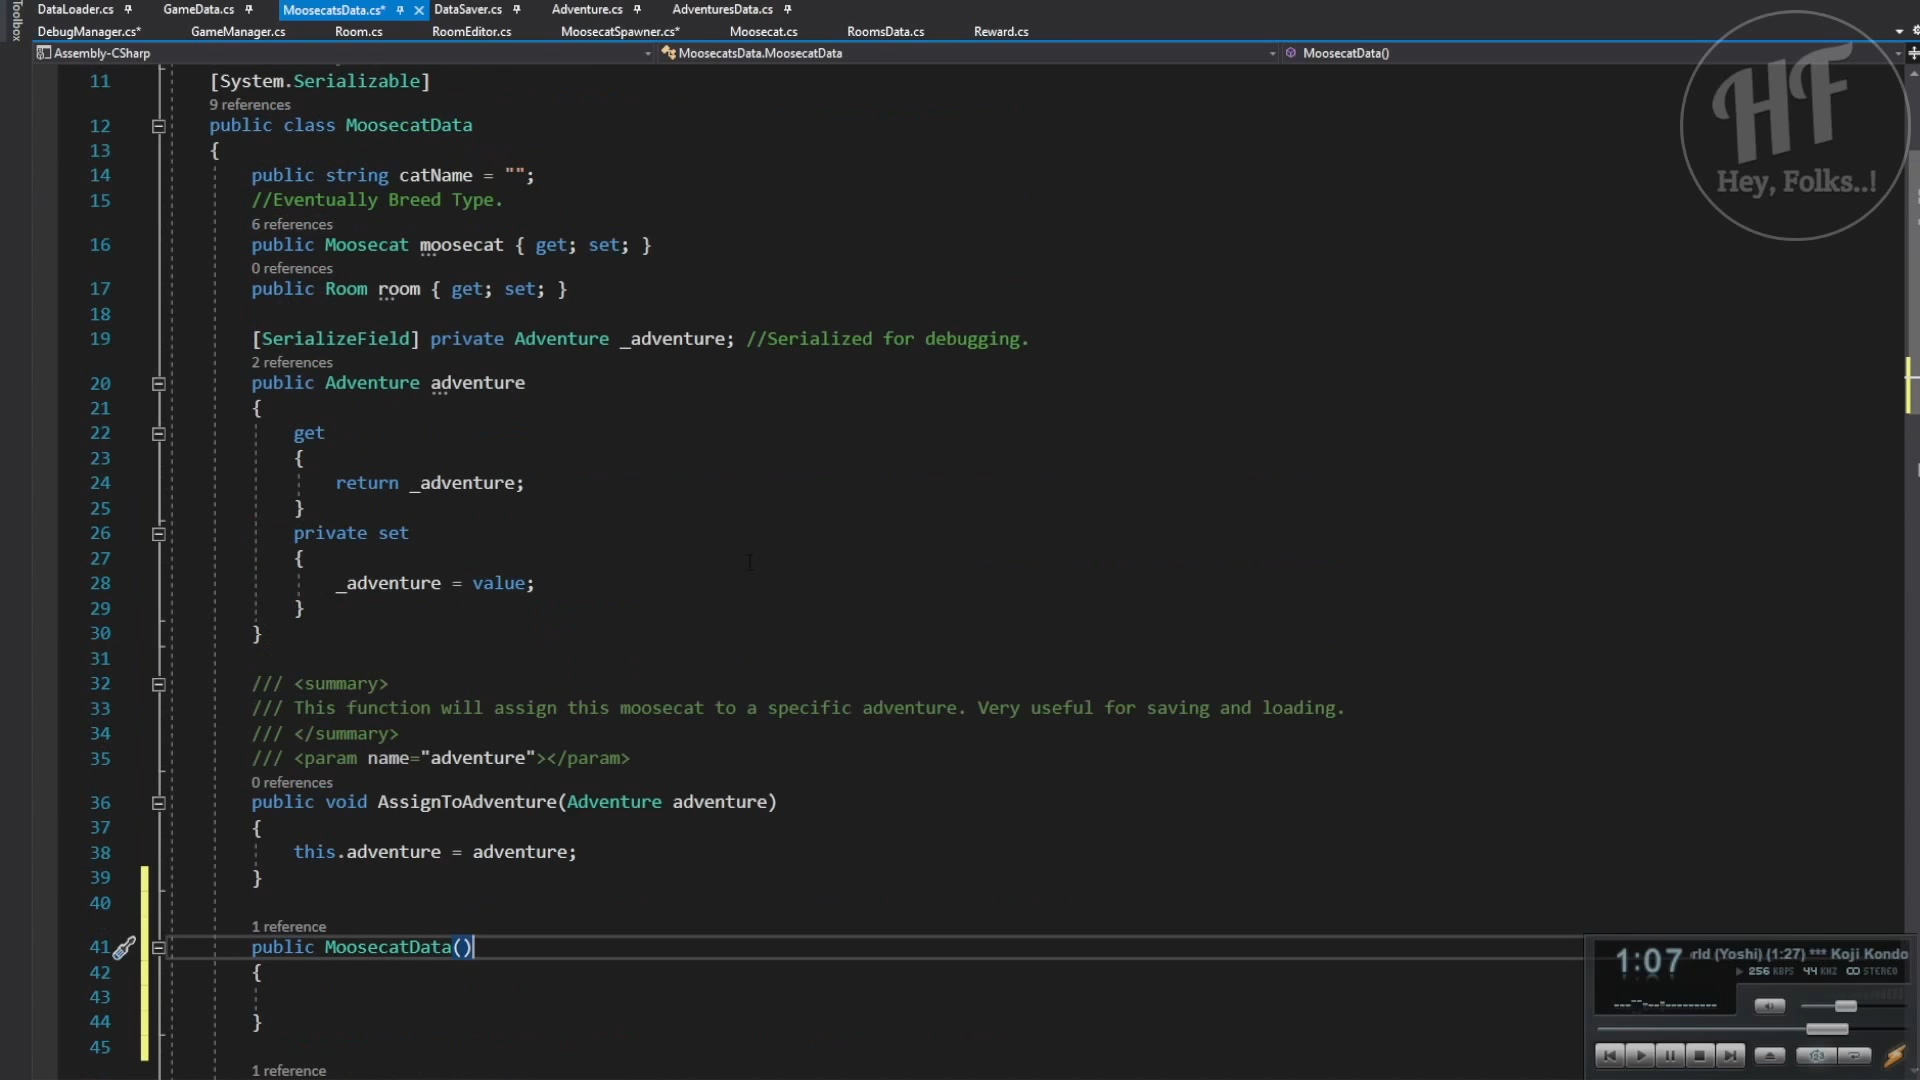 Toolbox
DataLoader.cs GameData.cs MoosecatsData.cs* DataSaver.cs Adventure.cs AdventuresData.cs
DebugManager.cs* GameManager.cs Room.cs RoomEditor.cs MoosecatSpawner.cs* Moosecat.cs RoomsData.cs Reward.cs
Assembly-CSharp MoosecatsData.MoosecatData MoosecatData()
HF
Hey, Folks..!
11 [System.Serializable]
9 references
12 public class MoosecatData
13 {
14 public string catName = "";
15 //Eventually Breed Type.
6 references
16 public Moosecat moosecat { get; set; }
0 references
17 public Room room { get; set; }
18
19 [SerializeField] private Adventure _adventure; //Serialized for debugging.
2 references
20 public Adventure adventure
21 {
22 get
23 {
24 return _adventure;
25 }
26 private set
27 {
28 _adventure = value;
29 }
30 }
31
32 /// <summary>
33 /// This function will assign this moosecat to a specific adventure. Very useful for saving and loading.
34 /// </summary>
35 /// <param name="adventure"></param>
0 references
36 public void AssignToAdventure(Adventure adventure)
37 {
38 this.adventure = adventure;
39 }
40
1 reference
41 public MoosecatData()
42 {
43
44 }
45
1 reference
1:07 rld (Yoshi) (1:27) *** Koji Kondo
256 KBPS 44 KHZ STEREO